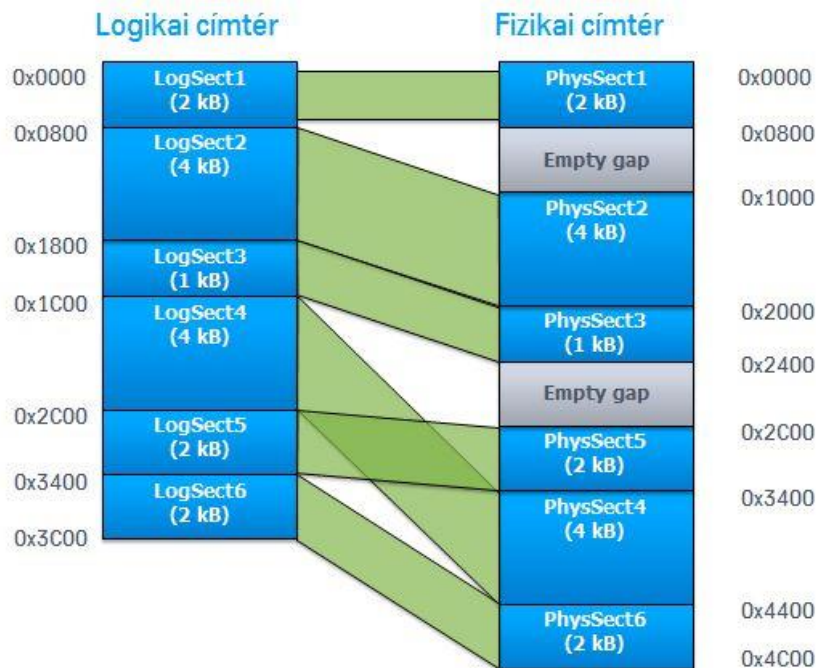 Logikai címtér
Fizikai címtér
0x0000
LogSect1
(2 kB)
PhysSect1
(2 kB)
0x0000
0x0800
LogSect2
(4 kB)
Empty gap
0x0800
PhysSect2
(4 kB)
0x1000
0x1800
LogSect3
(1 kB)
0x1C00
LogSect4
(4 kB)
PhysSect3
(1 kB)
0x2000
Empty gap
0x2400
0x2C00
LogSect5
(2 kB)
PhysSect5
(2 kB)
0x2C00
0x3400
LogSect6
(2 kB)
PhysSect4
(4 kB)
0x3400
0x3C00
PhysSect6
(2 kB)
0x4400
0x4C00